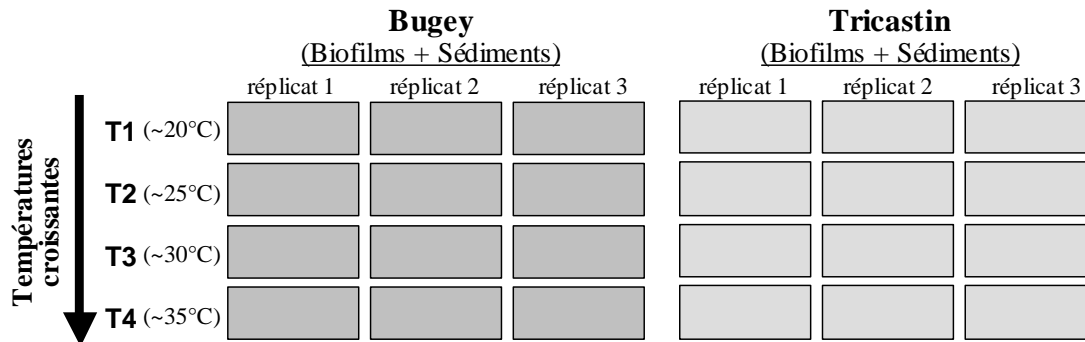 Bugey
Tricastin
(Biofilms + Sédiments)
(Biofilms + Sédiments)
réplicat 1
réplicat 2
réplicat 3
réplicat 1
réplicat 2
réplicat 3
Températures
croissantes
T1 (~20°C)
T2 (~25°C)
T3 (~30°C)
T4 (~35°C)